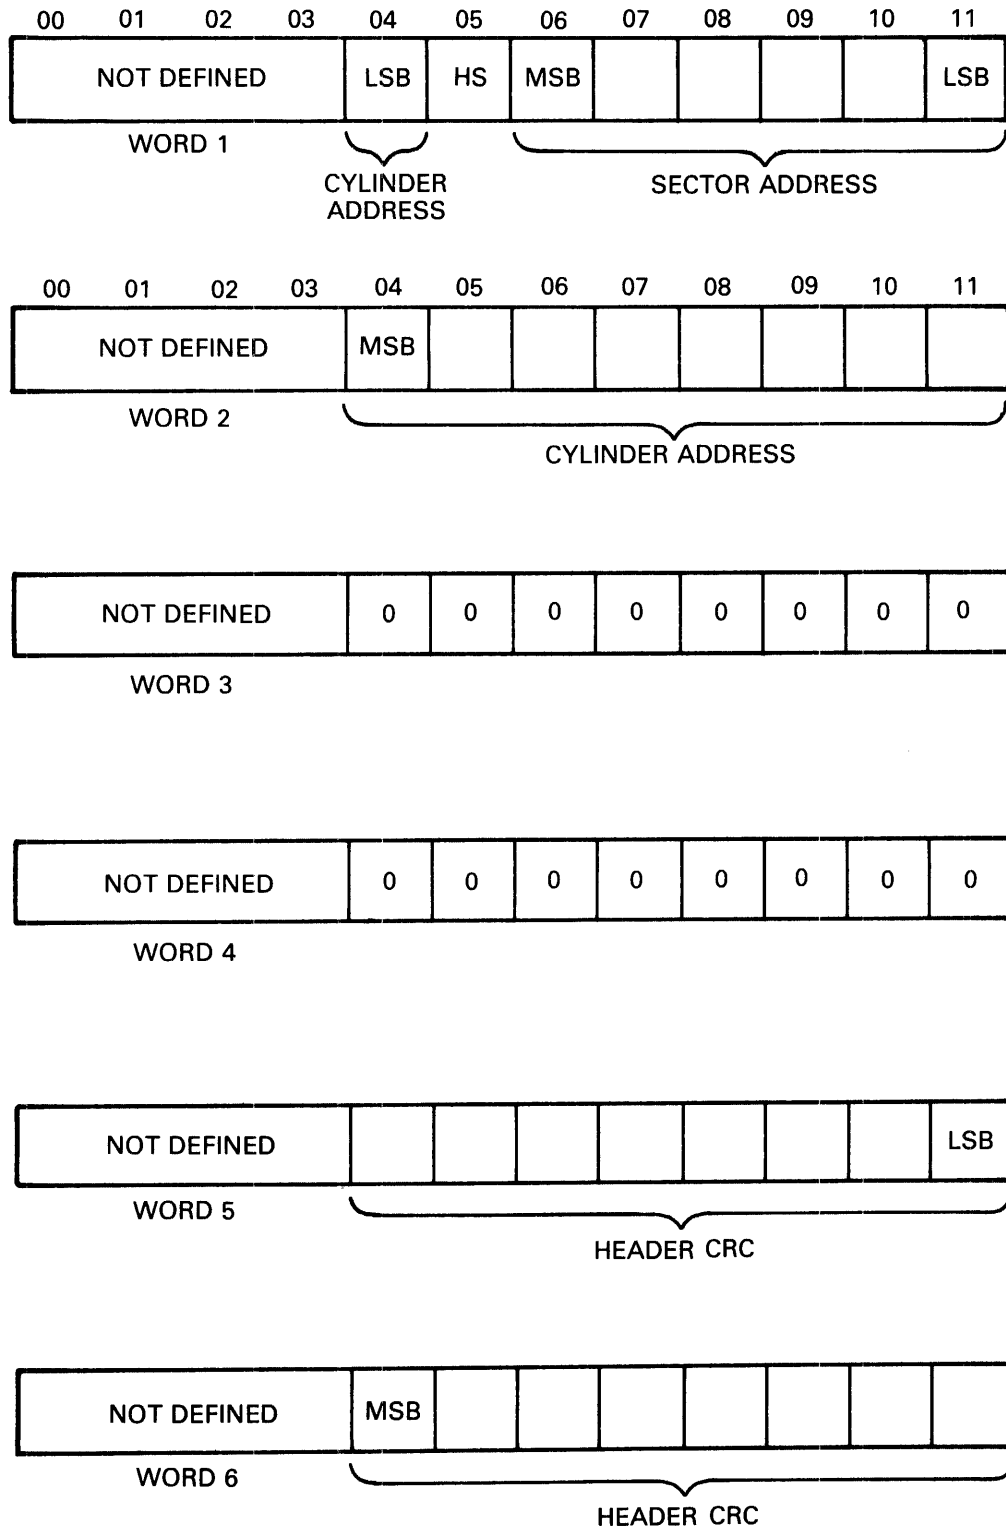 00 01 02 03 04 05 06 07 08 09 10 11
NOT DEFINED LSB HS MSB LSB
WORD 1
CYLINDER
ADDRESS
SECTOR ADDRESS
00 01 02 03 04 05 06 07 08 09 10 11
NOT DEFINED MSB
WORD 2
CYLINDER ADDRESS
NOT DEFINED 0 0 0 0 0 0 0 0
WORD 3
NOT DEFINED 0 0 0 0 0 0 0 0
WORD 4
NOT DEFINED LSB
WORD 5
HEADER CRC
NOT DEFINED MSB
WORD 6
HEADER CRC